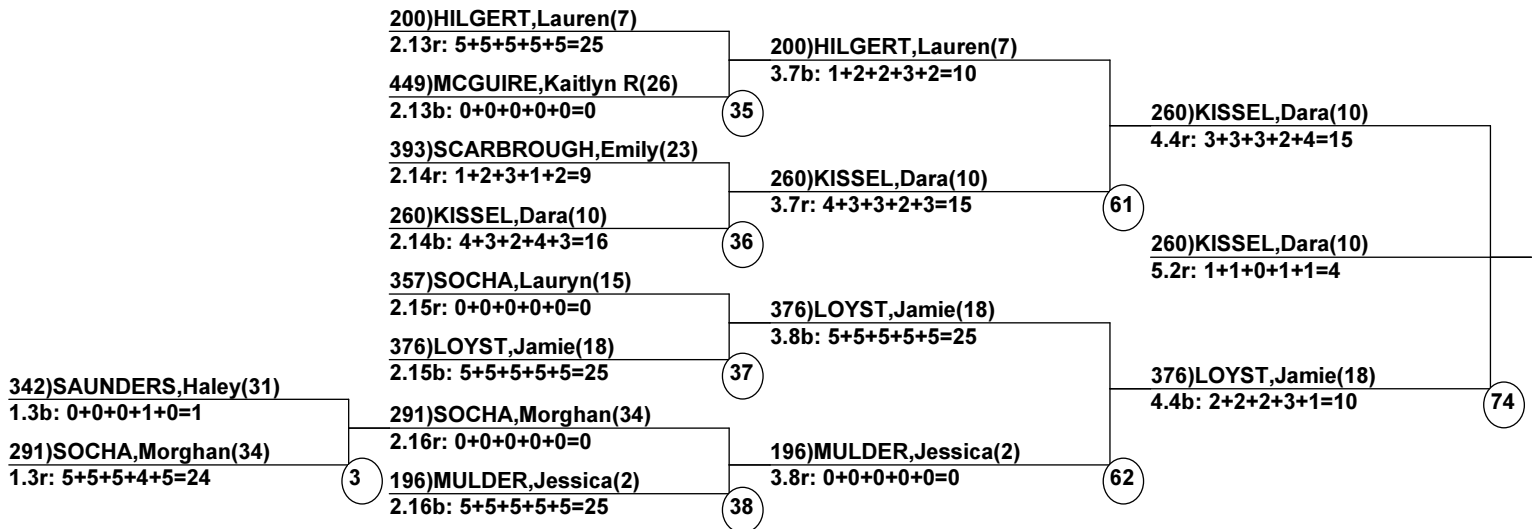 200)HILGERT,Lauren(7)
2.13r: 5+5+5+5+5=25
449)MCGUIRE,Kaitlyn R(26)
2.13b: 0+0+0+0+0=0
35
393)SCARBROUGH,Emily(23)
2.14r: 1+2+3+1+2=9
260)KISSEL,Dara(10)
2.14b: 4+3+2+4+3=16
36
357)SOCHA,Lauryn(15)
2.15r: 0+0+0+0+0=0
376)LOYST,Jamie(18)
2.15b: 5+5+5+5+5=25
37
342)SAUNDERS,Haley(31)
1.3b: 0+0+0+1+0=1
291)SOCHA,Morghan(34)
1.3r: 5+5+5+4+5=24
3
291)SOCHA,Morghan(34)
2.16r: 0+0+0+0+0=0
196)MULDER,Jessica(2)
2.16b: 5+5+5+5+5=25
38
200)HILGERT,Lauren(7)
3.7b: 1+2+2+3+2=10
260)KISSEL,Dara(10)
3.7r: 4+3+3+2+3=15
61
376)LOYST,Jamie(18)
3.8b: 5+5+5+5+5=25
196)MULDER,Jessica(2)
3.8r: 0+0+0+0+0=0
62
260)KISSEL,Dara(10)
4.4r: 3+3+3+2+4=15
260)KISSEL,Dara(10)
5.2r: 1+1+0+1+1=4
376)LOYST,Jamie(18)
4.4b: 2+2+2+3+1=10
74